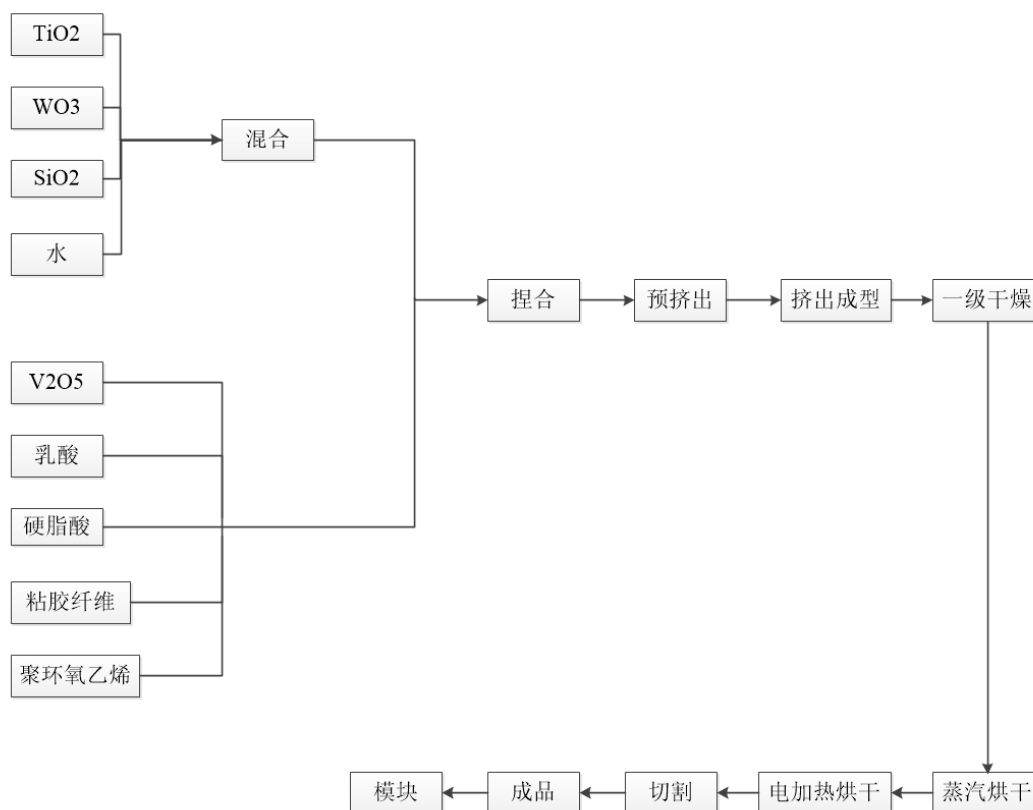 TiO2
WO3
混合
SiO2
水
捏合
预挤出
挤出成型
一级干燥
V2O5
乳酸
硬脂酸
粘胶纤维
聚环氧乙烯
模块
成品
切割
电加热烘干
蒸汽烘干